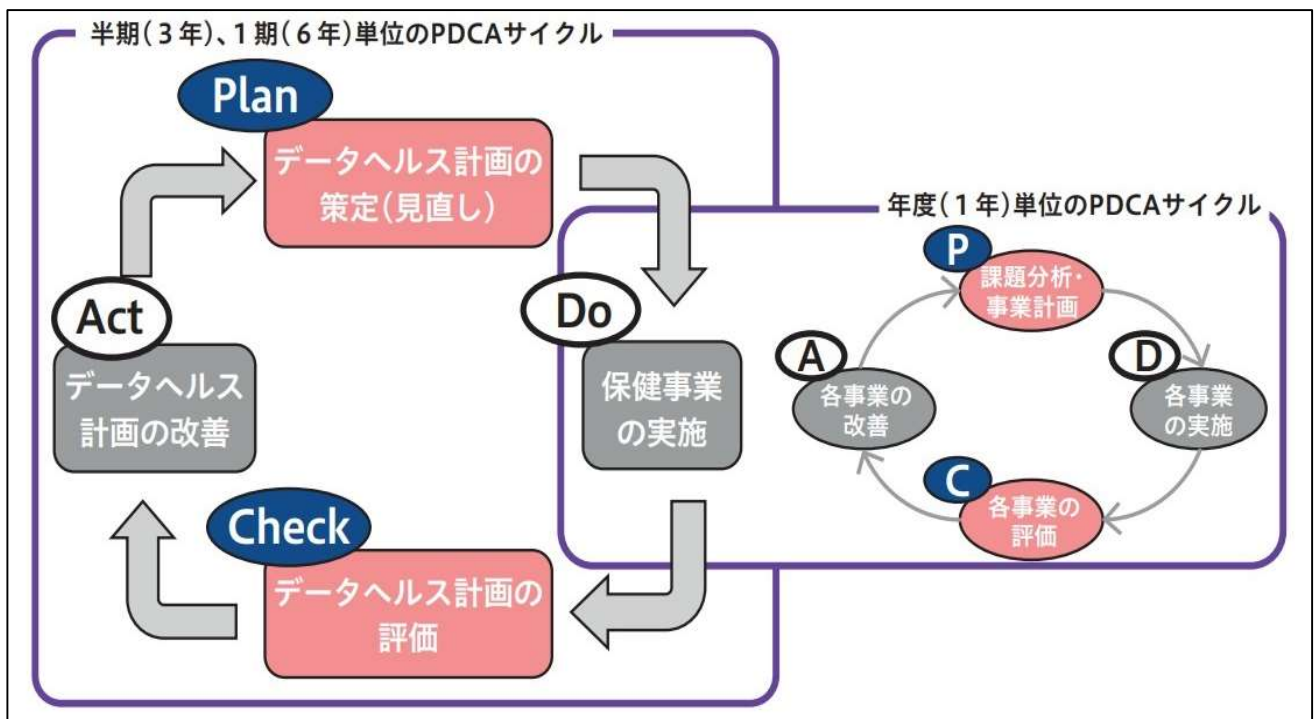 半期(3年)、1期(6年)単位のPDCAサイクル
Plan
データヘルス計画の
策定(見直し)
Do
保健事業
の実施
Check
データヘルス計画の
評価
Act
データヘルス
計画の改善
年度(1年)単位のPDCAサイクル
P
課題分析・
事業計画
D
各事業
の実施
C
各事業の
評価
A
各事業の
改善